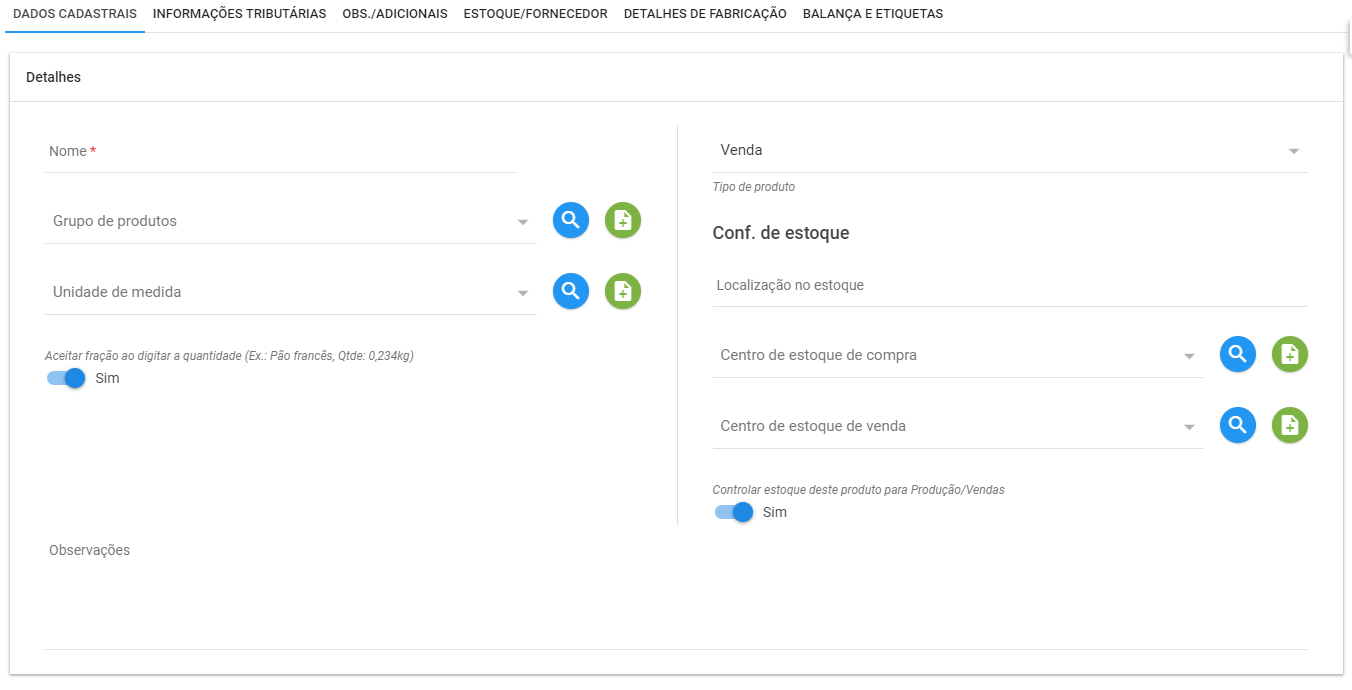 DADOS CADASTRAIS INFORMAÇÕES TRIBUTÁRIAS OBS./ADICIONAIS ESTOQUE/FORNECEDOR DETALHES DE FABRICAÇÃO BALANÇA E ETIQUETAS
Detalhes
Nome *
Grupo de produtos
Unidade de medida
Aceitar fração ao digitar a quantidade (Ex.: Pão francês, Qtde: 0,234kg)
Sim
Venda
Tipo de produto
Conf. de estoque
Localização no estoque
Centro de estoque de compra
Centro de estoque de venda
Controlar estoque deste produto para Produção/Vendas
Sim
Observações